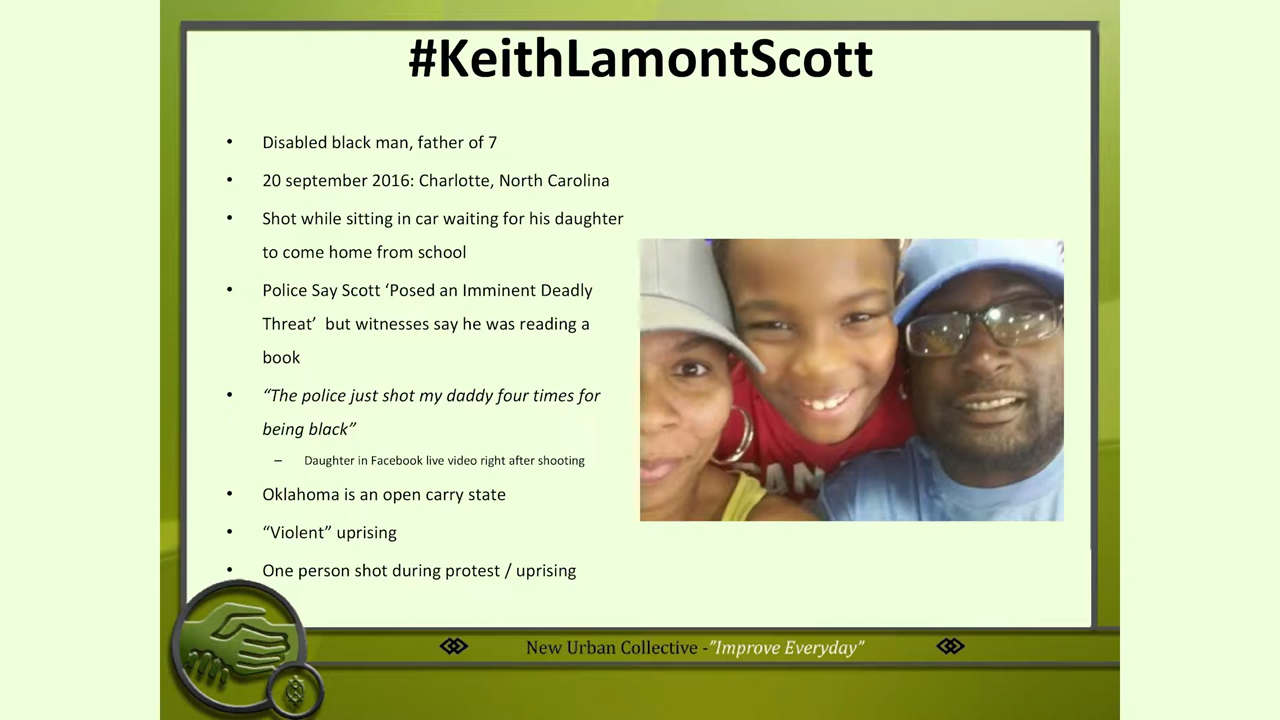 #KeithLamontScott
• Disabled black man, father of 7
• 20 september 2016: Charlotte, North Carolina
• Shot while sitting in car waiting for his daughter
to come home from school
• Police Say Scott ‘Posed an Imminent Deadly
Threat’ but witnesses say he was reading a
book
• “The police just shot my daddy four times for
being black”
– Daughter in Facebook live video right after shooting
• Oklahoma is an open carry state
• “Violent” uprising
• One person shot during protest / uprising
New Urban Collective -”Improve Everyday”